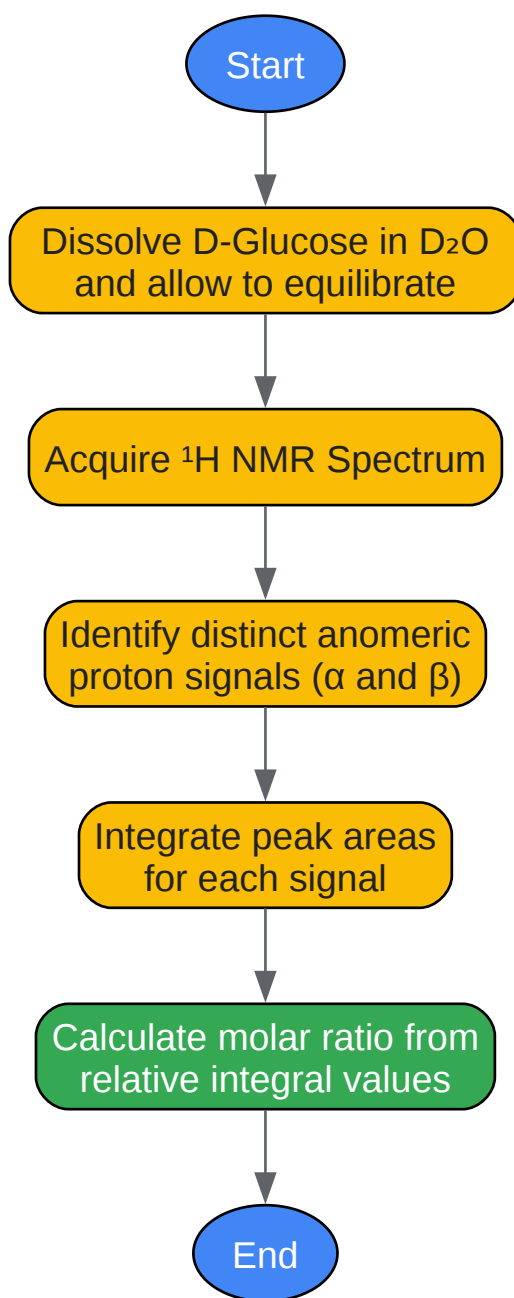 Start
Dissolve D-Glucose in D₂O
and allow to equilibrate
Acquire ¹H NMR Spectrum
Identify distinct anomeric
proton signals (α and β)
Integrate peak areas
for each signal
Calculate molar ratio from
relative integral values
End